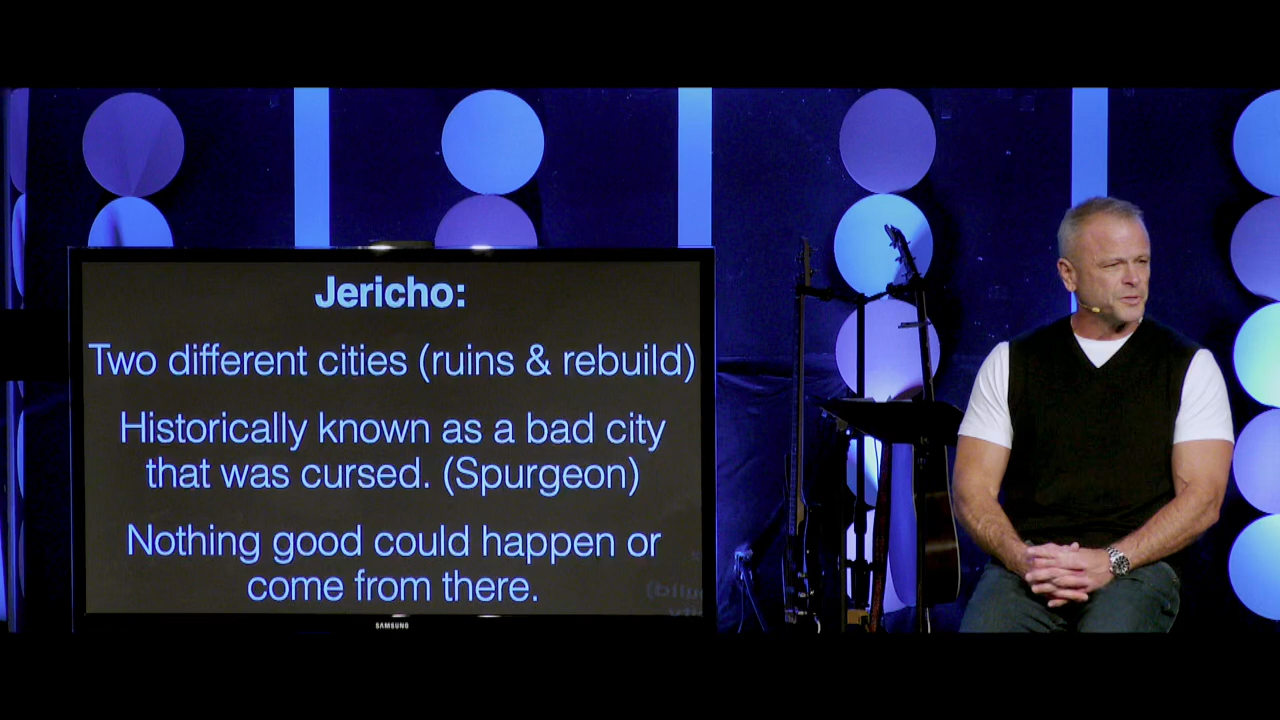 Jericho:
Two different cities (ruins & rebuild)
Historically known as a bad city
that was cursed. (Spurgeon)
Nothing good could happen or
come from there.
SAMSUNG